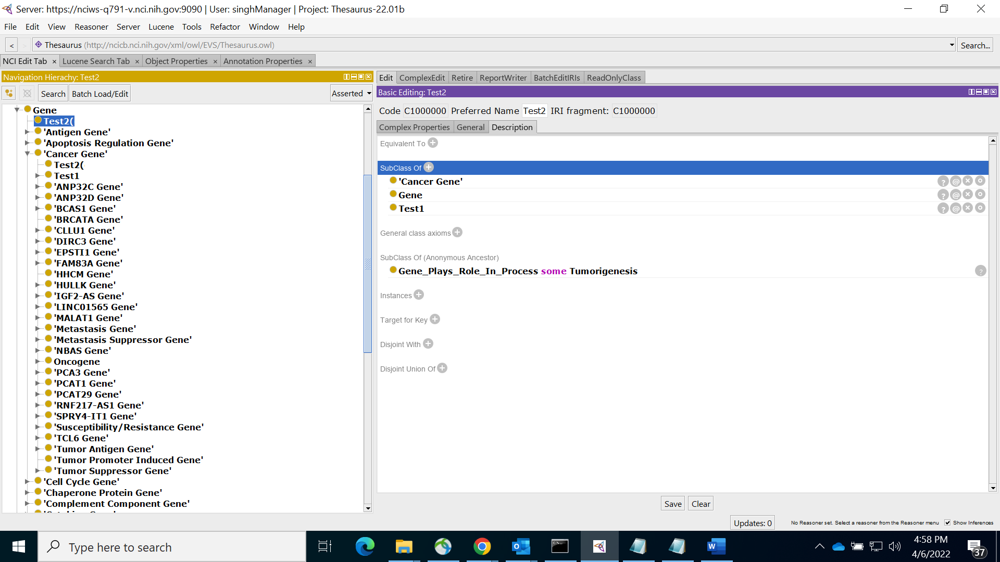 Server: https://nciws-q791-v.nci.nih.gov:9090 | User: singhManager | Project: Thesaurus-22.01b
File Edit View Reasoner Server Lucene Tools Refactor Window Help
< > Thesaurus (http://ncicb.nci.nih.gov/xml/owl/EVS/Thesaurus.owl) Search...
NCI Edit Tab × Lucene Search Tab × Object Properties × Annotation Properties ×
Navigation Hierachy: Test2
Search Batch Load/Edit Asserted
Gene
Test2(
'Antigen Gene'
'Apoptosis Regulation Gene'
'Cancer Gene'
Test2(
Test1
'ANP32C Gene'
'ANP32D Gene'
'BCAS1 Gene'
'BRCATA Gene'
'CLLU1 Gene'
'DIRC3 Gene'
'EPSTI1 Gene'
'FAM83A Gene'
'HHCM Gene'
'HULLK Gene'
'IGF2-AS Gene'
'LINC01565 Gene'
'MALAT1 Gene'
'Metastasis Gene'
'Metastasis Suppressor Gene'
'NBAS Gene'
Oncogene
'PCA3 Gene'
'PCAT1 Gene'
'PCAT29 Gene'
'RNF217-AS1 Gene'
'SPRY4-IT1 Gene'
'Susceptibility/Resistance Gene'
'TCL6 Gene'
'Tumor Antigen Gene'
'Tumor Promoter Induced Gene'
'Tumor Suppressor Gene'
'Cell Cycle Gene'
'Chaperone Protein Gene'
'Complement Component Gene'
Edit ComplexEdit Retire ReportWriter BatchEditIRIs ReadOnlyClass
Basic Editing: Test2
Code C1000000 Preferred Name Test2 IRI fragment: C1000000
Complex Properties General Description
Equivalent To
SubClass Of
'Cancer Gene'
Gene
Test1
General class axioms
SubClass Of (Anonymous Ancestor)
Gene_Plays_Role_In_Process some Tumorigenesis
Instances
Target for Key
Disjoint With
Disjoint Union Of
Save Clear
Updates: 0 No Reasoner set. Select a reasoner from the Reasoner menu Show Inferences
Type here to search
4:58 PM
4/6/2022
37